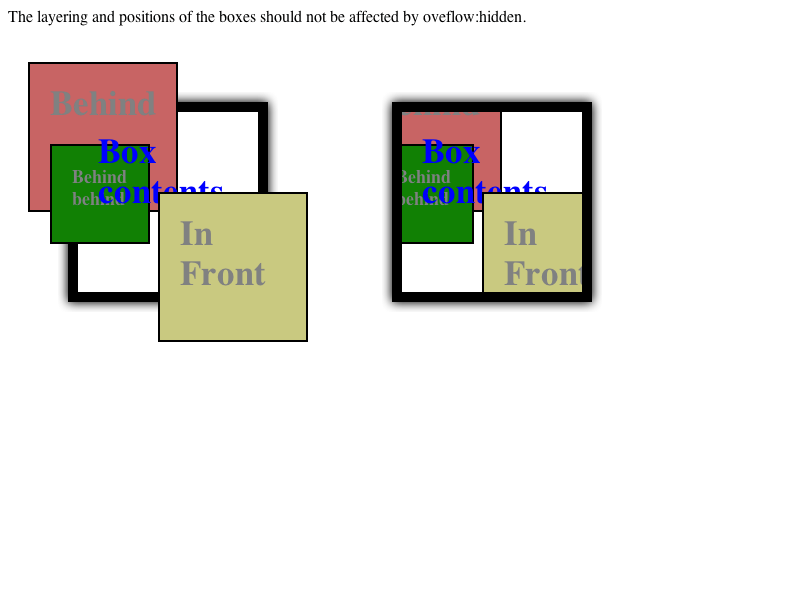 The layering and positions of the boxes should not be affected by oveflow:hidden.
Behind
Box
contents
Behind
behind
In
Front
Box
contents
Behind
behind
In
Front